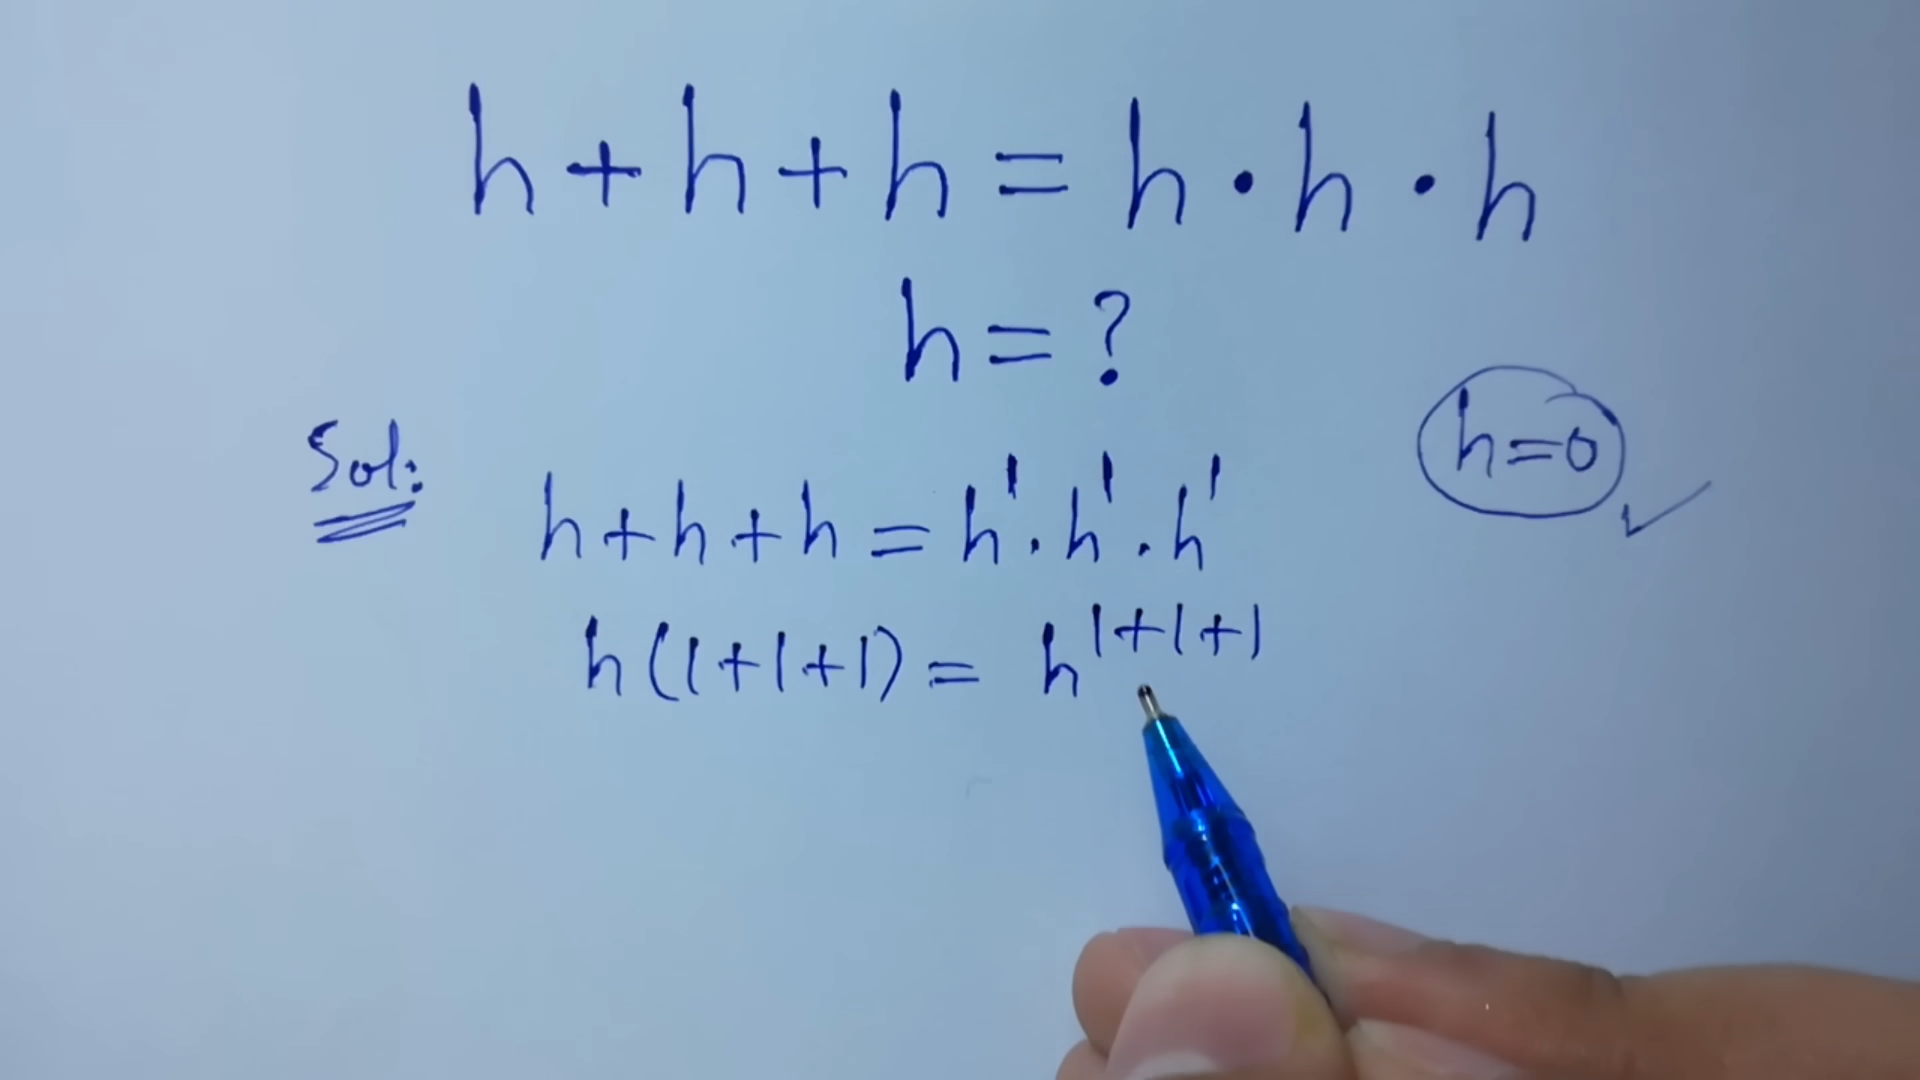 h + h + h = h · h · h
h = ?
h = 0
Sol:
h + h + h = h¹ · h¹ · h¹
h(1+1+1) = h¹⁺¹⁺¹